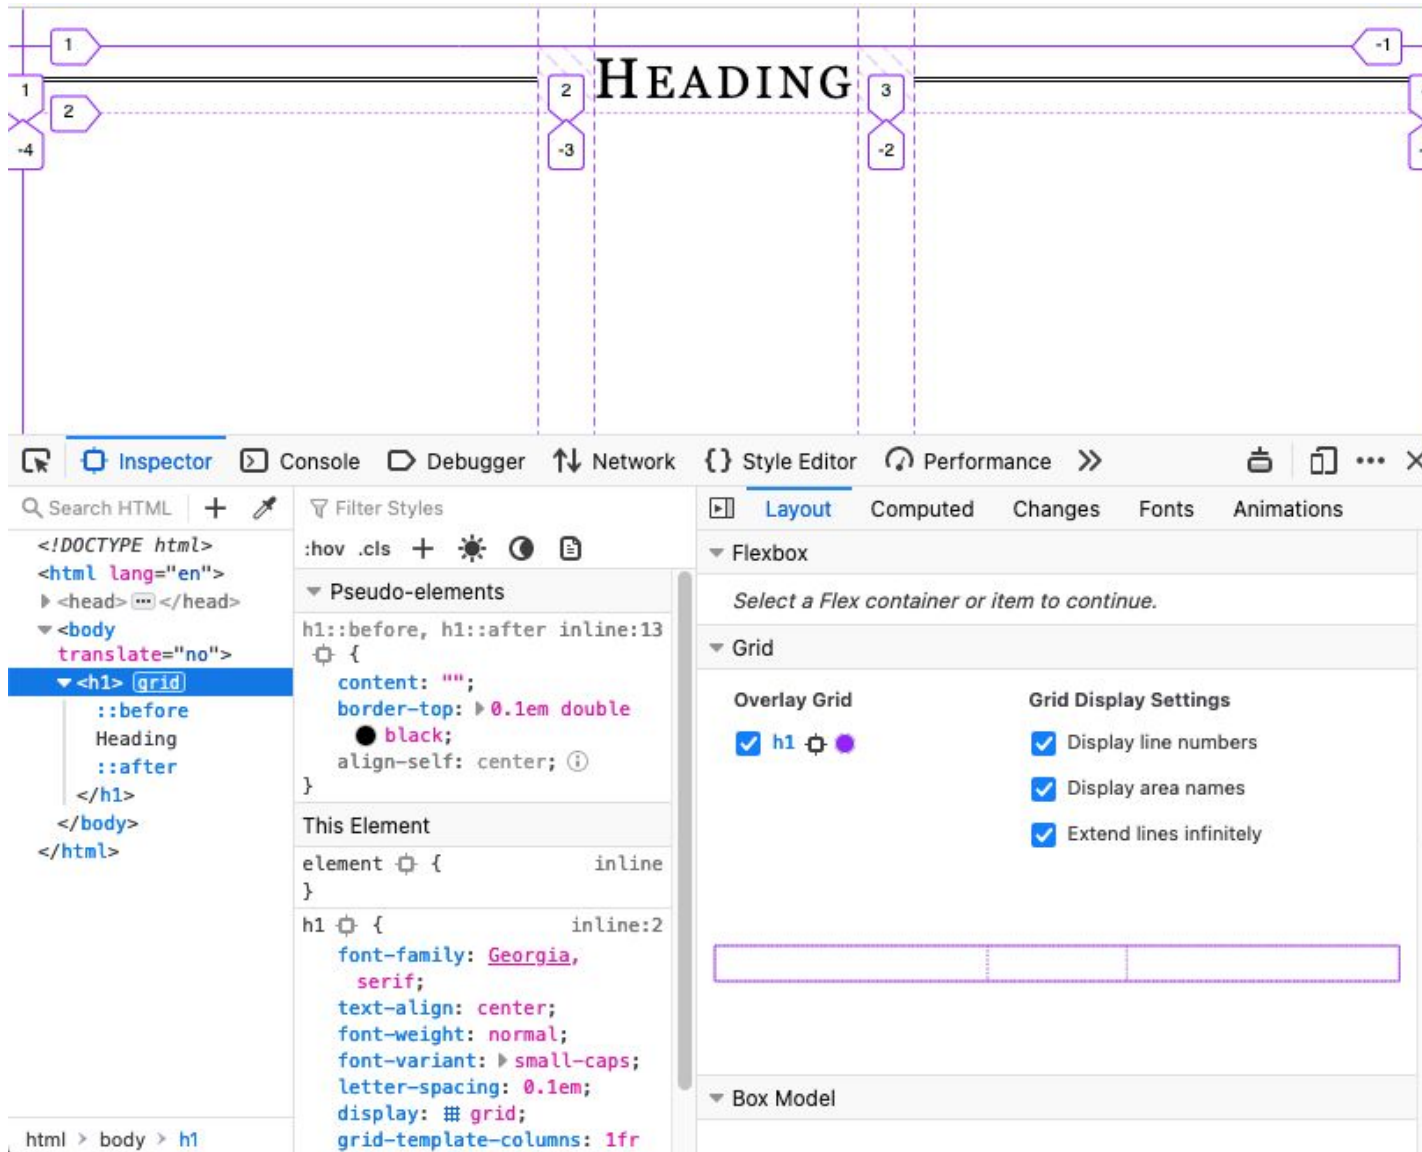 1
-1
HEADING
1
2
3
2
-4
-3
-2
Inspector
Console
Debugger
Network
{} Style Editor
Performance
Search HTML
+
<!DOCTYPE html>
<html lang="en">
<head> ••• </head>
<body
translate="no">
<h1> grid
::before
Heading
::after
</h1>
</body>
</html>
html > body > h1
Filter Styles
:hov .cls +
Pseudo-elements
h1::before, h1::after inline:13
{
content: "";
border-top: 0.1em double
black;
align-self: center;
}
This Element
element { inline
}
h1 { inline:2
font-family: Georgia,
serif;
text-align: center;
font-weight: normal;
font-variant: small-caps;
letter-spacing: 0.1em;
display: grid;
grid-template-columns: 1fr
Layout
Computed
Changes
Fonts
Animations
Flexbox
Select a Flex container or item to continue.
Grid
Overlay Grid
h1
Grid Display Settings
Display line numbers
Display area names
Extend lines infinitely
Box Model